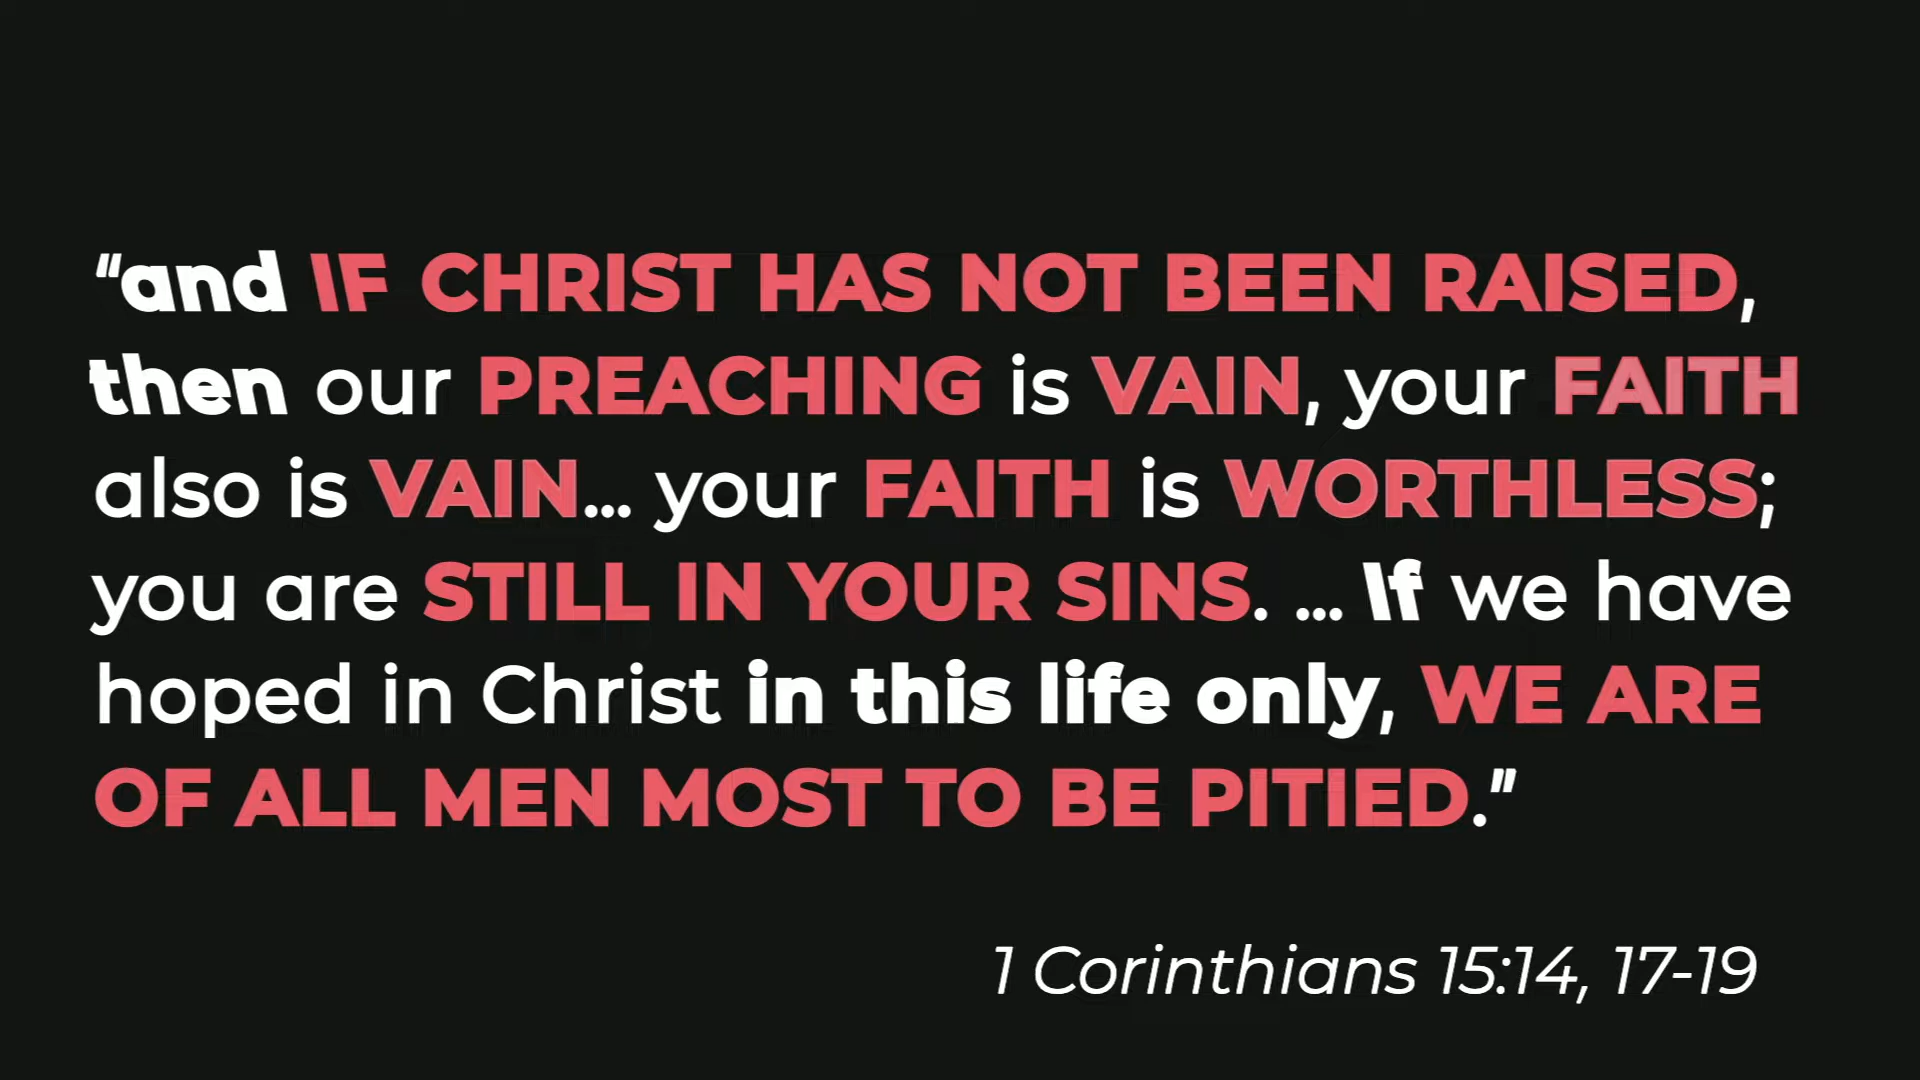 "and IF CHRIST HAS NOT BEEN RAISED,
then our PREACHING is VAIN, your FAITH
also is VAIN... your FAITH is WORTHLESS;
you are STILL IN YOUR SINS. ... If we have
hoped in Christ in this life only, WE ARE
OF ALL MEN MOST TO BE PITIED."
1 Corinthians 15:14, 17-19